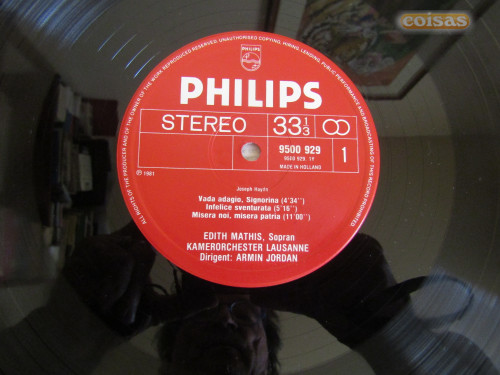 eoisas
ALL RIGHTS OF THE PRODUCER AND OF THE OWNER OF THE WORK REPRODUCED RESERVED. UNAUTHORISED COPYING, HIRING, LENDING, PUBLIC PERFORMANCE AND BROADCASTING OF THIS RECORD PROHIBITED
PHILIPS
PHILIPS
STEREO
33 1/3
9500 929
9500 929. 1Y
MADE IN HOLLAND
1
℗ 1981
Joseph Haydn
Vada adagio, Signorina (4'34'')
Infelice sventurata (5'16'')
Misera noi, misera patria (11'00'')
EDITH MATHIS, Sopran
KAMERORCHESTER LAUSANNE
Dirigent: ARMIN JORDAN